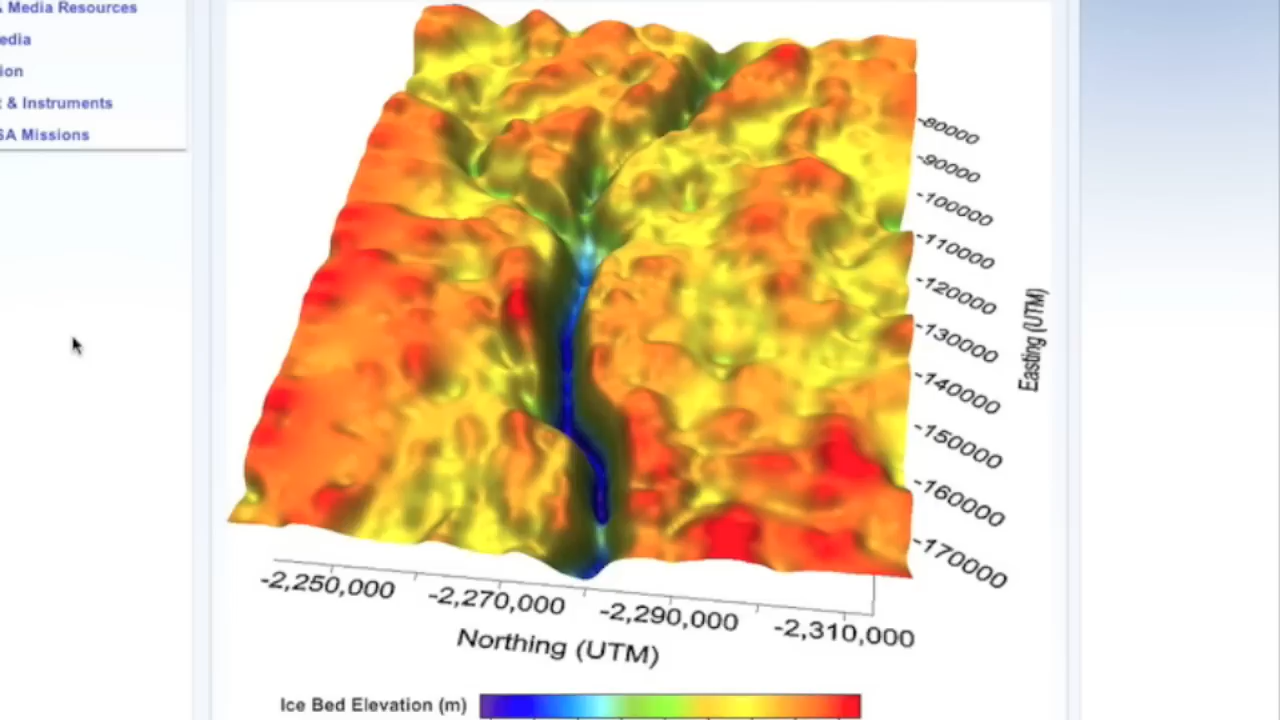 & Media Resources
edia
ion
t & Instruments
SA Missions
-80000
-90000
-100000
-110000
-120000
-130000
-140000
-150000
-160000
-170000
Easting (UTM)
-2,250,000
-2,270,000
-2,290,000
-2,310,000
Northing (UTM)
Ice Bed Elevation (m)